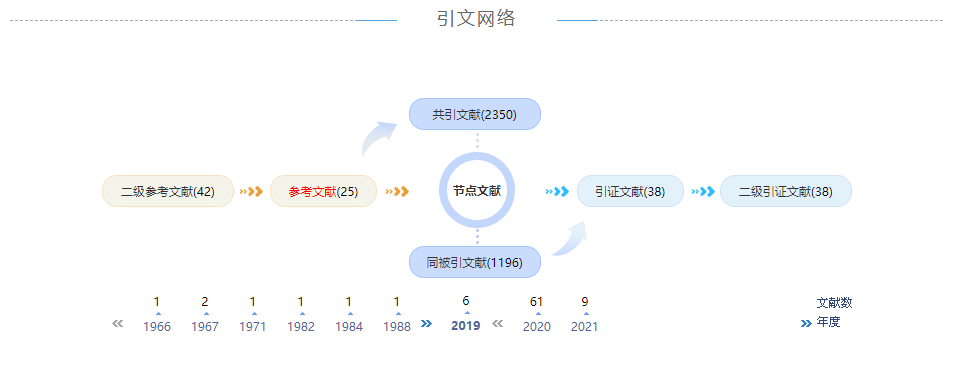 引文网络
共引文献(2350)
二级参考文献(42) 参考文献(25) 节点文献 引证文献(38) 二级引证文献(38)
同被引文献(1196)
1 2 1 1 1 1 6 61 9 文献数
1966 1967 1971 1982 1984 1988 2019 2020 2021 年度